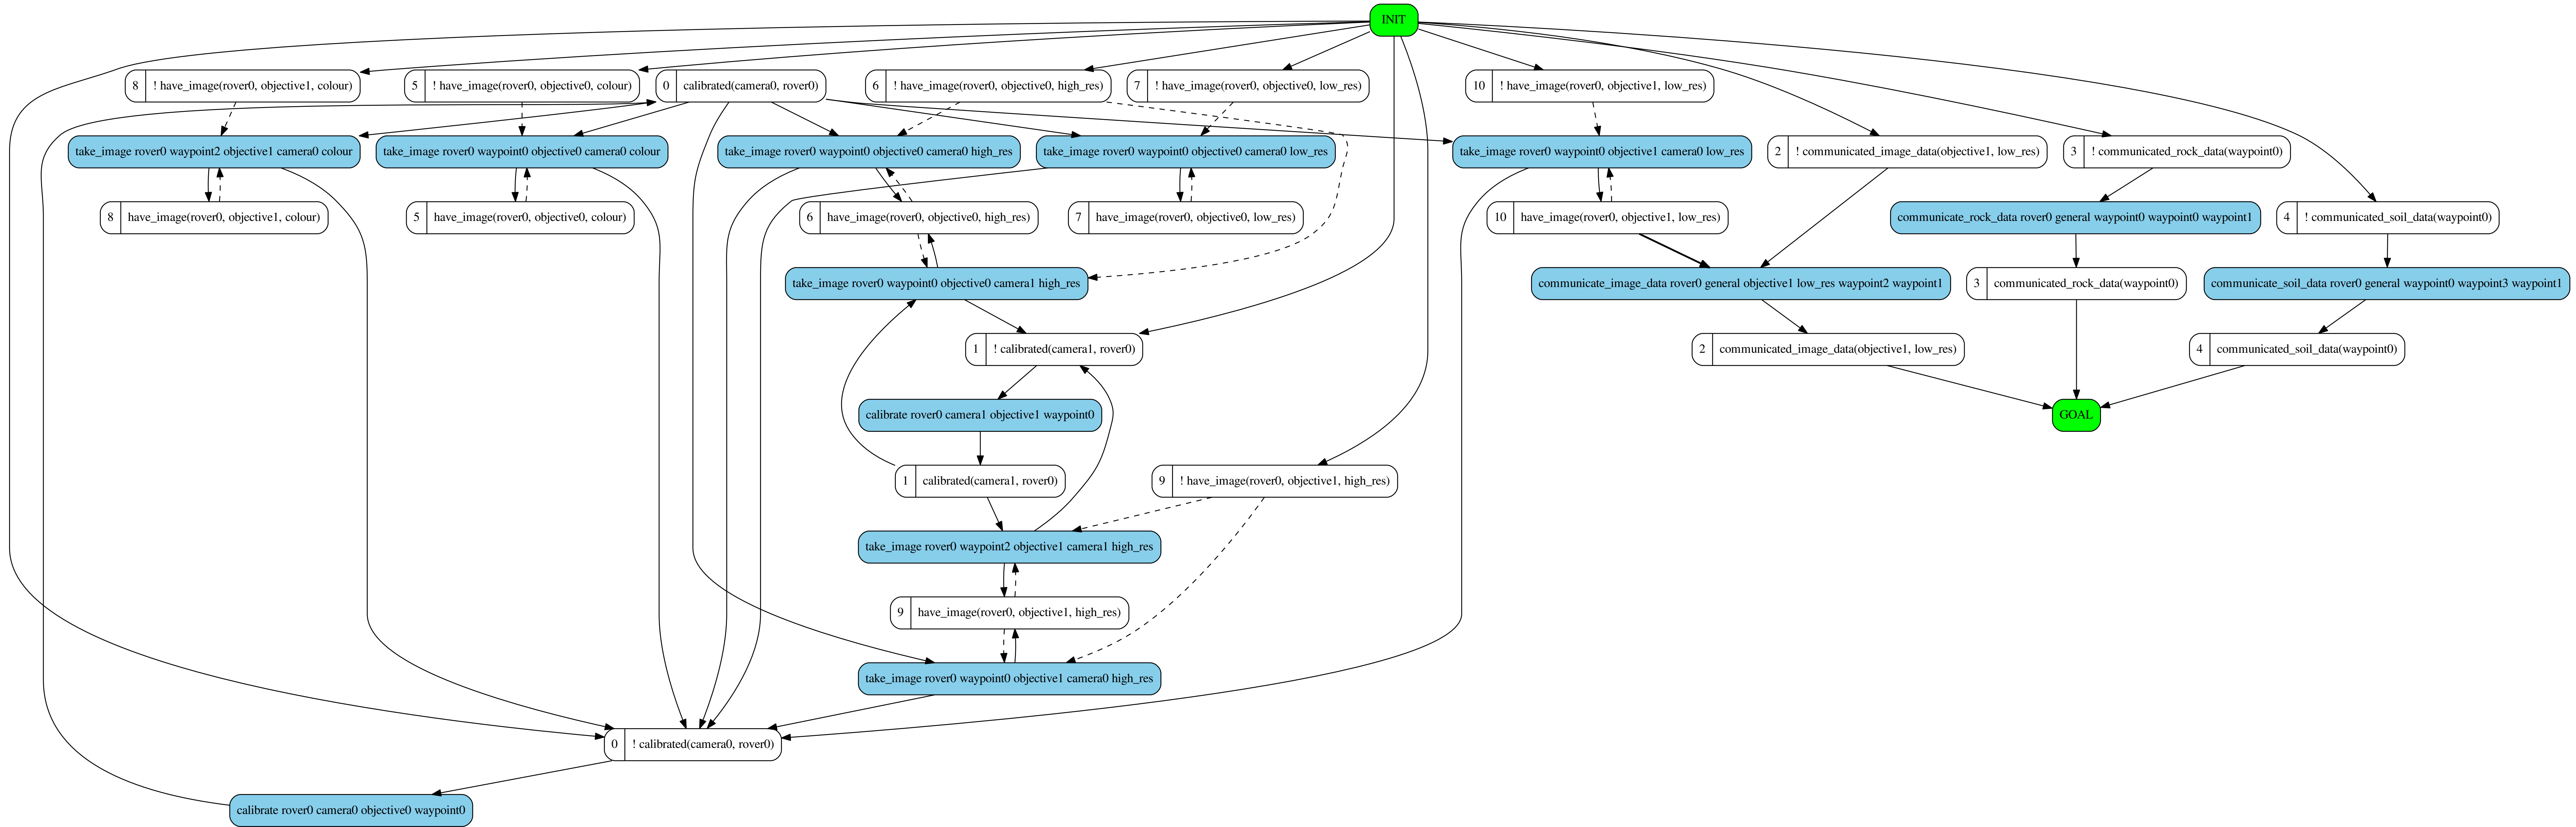 INIT
8 ! have_image(rover0, objective1, colour)
5 ! have_image(rover0, objective0, colour)
0 calibrated(camera0, rover0)
6 ! have_image(rover0, objective0, high_res)
7 ! have_image(rover0, objective0, low_res)
10 ! have_image(rover0, objective1, low_res)
take_image rover0 waypoint2 objective1 camera0 colour
take_image rover0 waypoint0 objective0 camera0 colour
take_image rover0 waypoint0 objective0 camera0 high_res
take_image rover0 waypoint0 objective0 camera0 low_res
take_image rover0 waypoint0 objective1 camera0 low_res
2 ! communicated_image_data(objective1, low_res)
3 ! communicated_rock_data(waypoint0)
8 have_image(rover0, objective1, colour)
5 have_image(rover0, objective0, colour)
6 have_image(rover0, objective0, high_res)
7 have_image(rover0, objective0, low_res)
10 have_image(rover0, objective1, low_res)
communicate_rock_data rover0 general waypoint0 waypoint0 waypoint1
4 ! communicated_soil_data(waypoint0)
take_image rover0 waypoint0 objective0 camera1 high_res
communicate_image_data rover0 general objective1 low_res waypoint2 waypoint1
3 communicated_rock_data(waypoint0)
communicate_soil_data rover0 general waypoint0 waypoint3 waypoint1
1 ! calibrated(camera1, rover0)
2 communicated_image_data(objective1, low_res)
4 communicated_soil_data(waypoint0)
calibrate rover0 camera1 objective1 waypoint0
GOAL
1 calibrated(camera1, rover0)
9 ! have_image(rover0, objective1, high_res)
take_image rover0 waypoint2 objective1 camera1 high_res
9 have_image(rover0, objective1, high_res)
take_image rover0 waypoint0 objective1 camera0 high_res
0 ! calibrated(camera0, rover0)
calibrate rover0 camera0 objective0 waypoint0